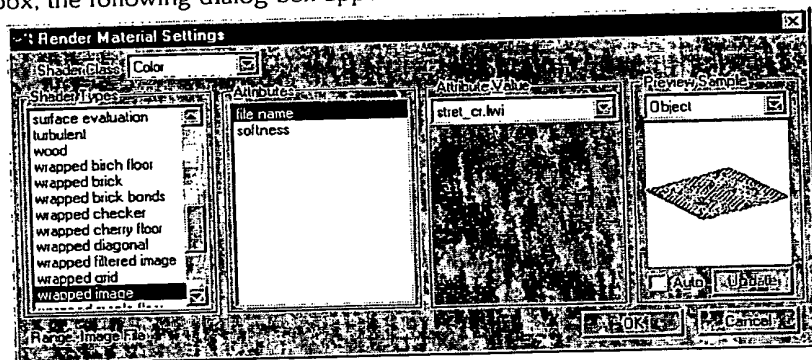 box, the following dialog box app
Render Material Settings
Shader Class: Color
Shader Types
surface evaluation
turbulent
wood
wrapped birch floor
wrapped brick
wrapped brick bonds
wrapped checker
wrapped cherry floor
wrapped diagonal
wrapped filtered image
wrapped grid
wrapped image
Attributes
file name
softness
Attribute Value
stret_cr.lwi
Preview Sample
Object
Auto
Update
Range: Image File
OK
Cancel